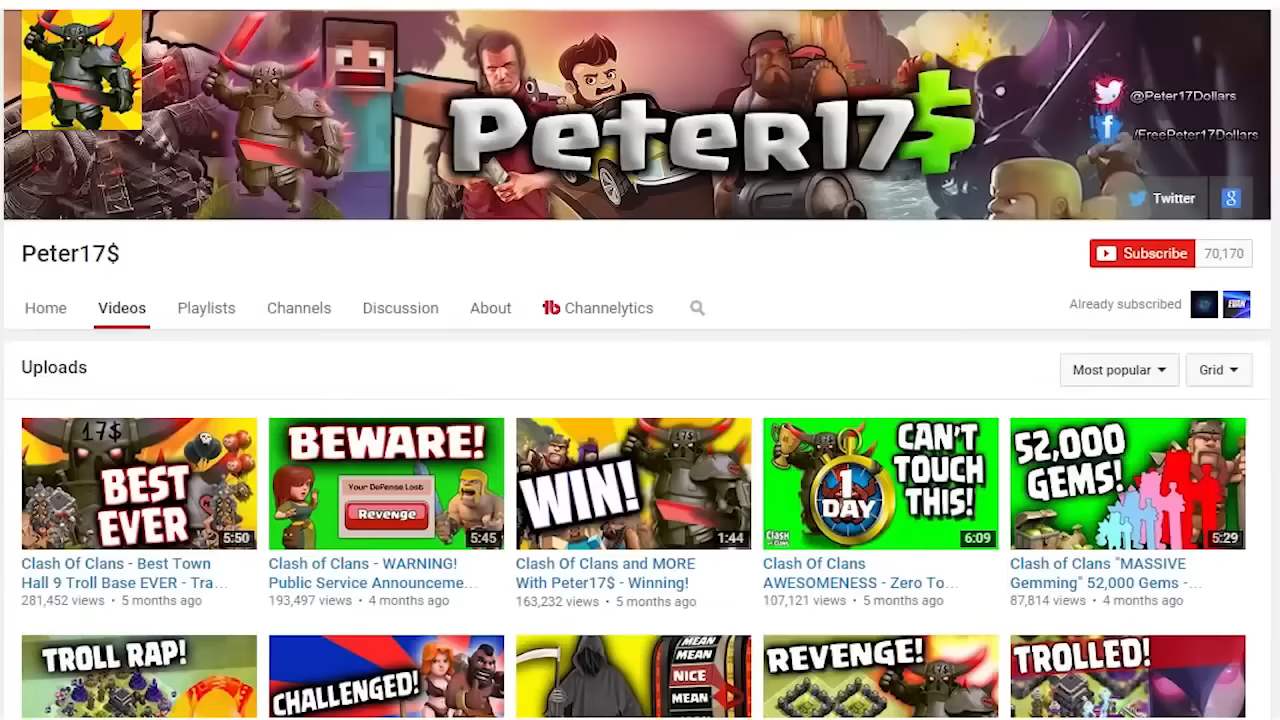 Peter17$
@Peter17Dollars
/FreePeter17Dollars
Twitter
Peter17$
Subscribe 70,170
Home Videos Playlists Channels Discussion About Channelytics
Already subscribed
EVAN
Uploads
Most popular Grid
17$
BEST
EVER
5:50
BEWARE!
Your Defense Lost
Revenge
5:45
17$
WIN!
1:44
CAN'T
TOUCH
THIS!
1
DAY
6:09
52,000
GEMS!
5:29
Clash Of Clans - Best Town
Hall 9 Troll Base EVER - Tra...
281,452 views • 5 months ago
Clash of Clans - WARNING!
Public Service Announceme...
193,497 views • 4 months ago
Clash Of Clans and MORE
With Peter17$ - Winning!
163,232 views • 5 months ago
Clash Of Clans
AWESOMENESS - Zero To...
107,121 views • 5 months ago
Clash of Clans "MASSIVE
Gemming" 52,000 Gems -...
87,814 views • 4 months ago
TROLL RAP!
CHALLENGED!
MEAN
MEAN
NICE
MEAN
REVENGE!
TROLLED!